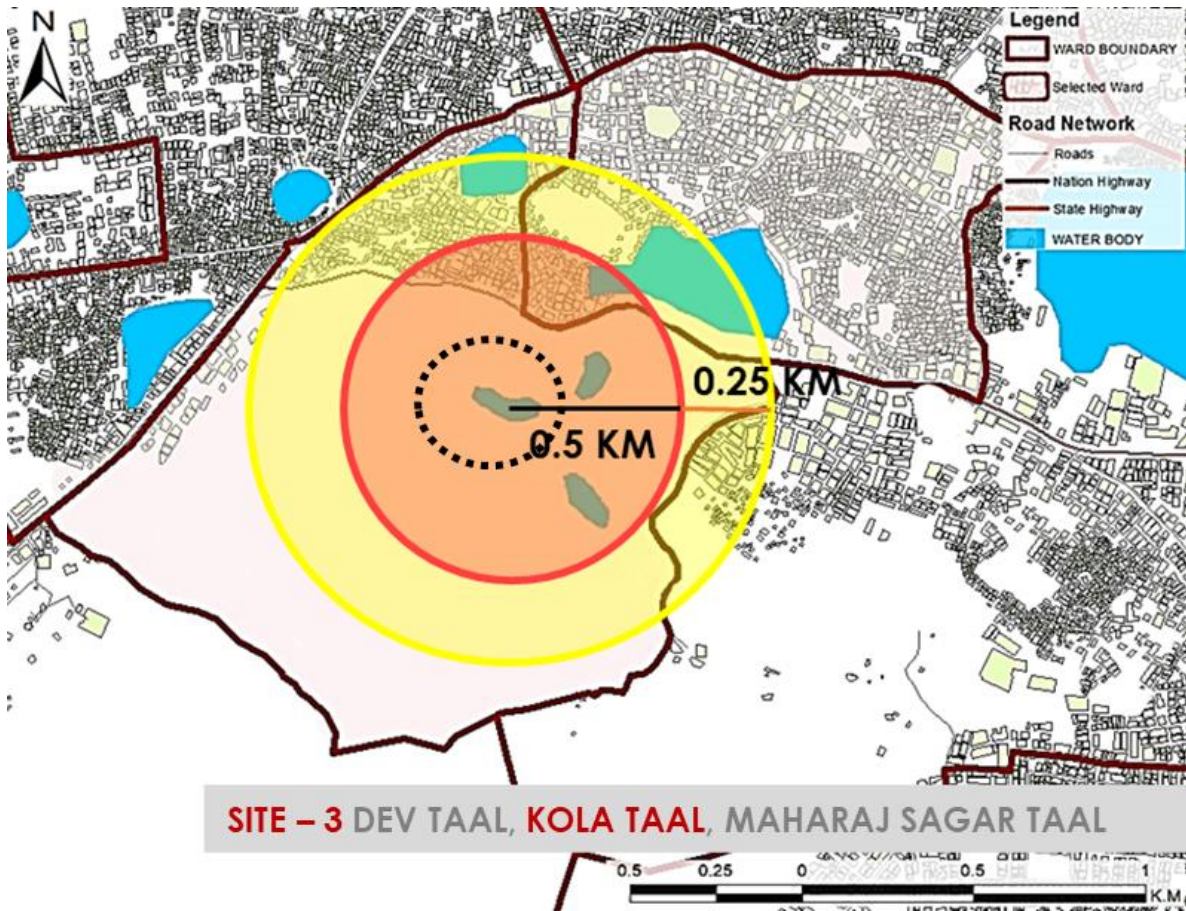 N
Legend
WARD BOUNDARY
Selected Ward
Road Network
Roads
Nation Highway
State Highway
WATER BODY
0.25 KM
0.5 KM
SITE – 3 DEV TAAL, KOLA TAAL, MAHARAJ SAGAR TAAL
0.5 0.25 0 0.5 1
K.M